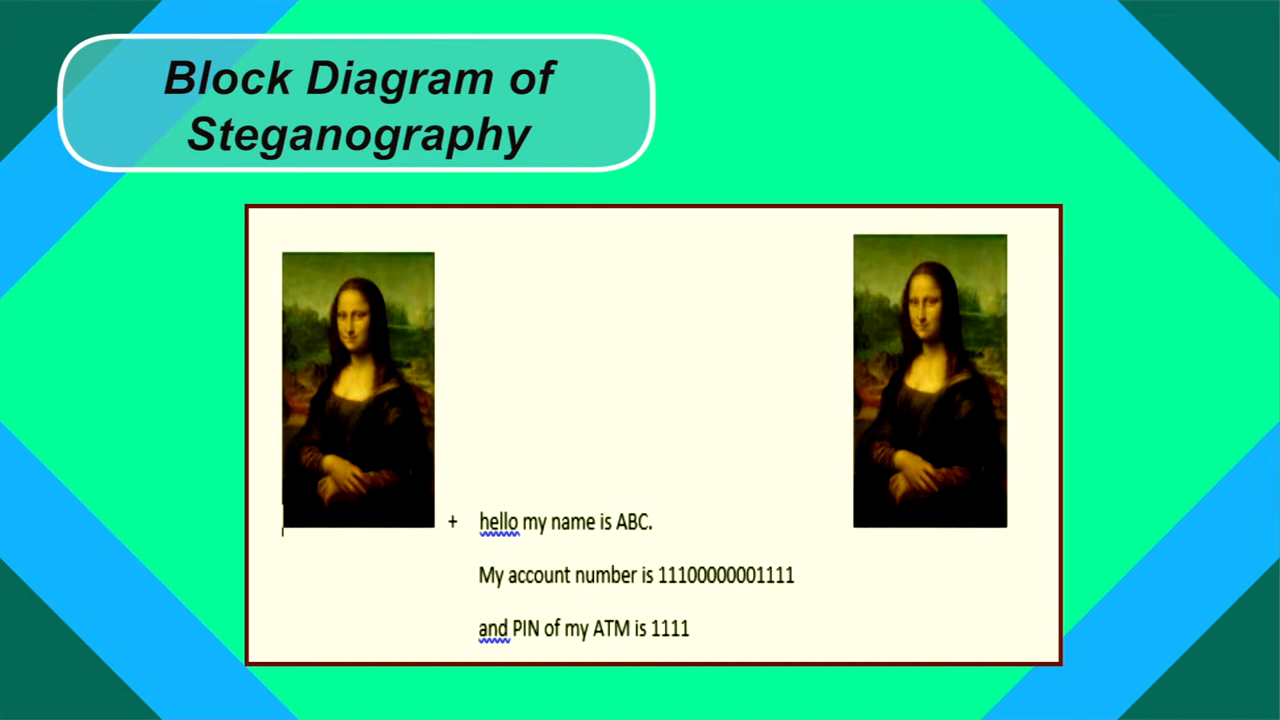 Block Diagram of
Steganography
+ hello my name is ABC.
My account number is 11100000001111
and PIN of my ATM is 1111